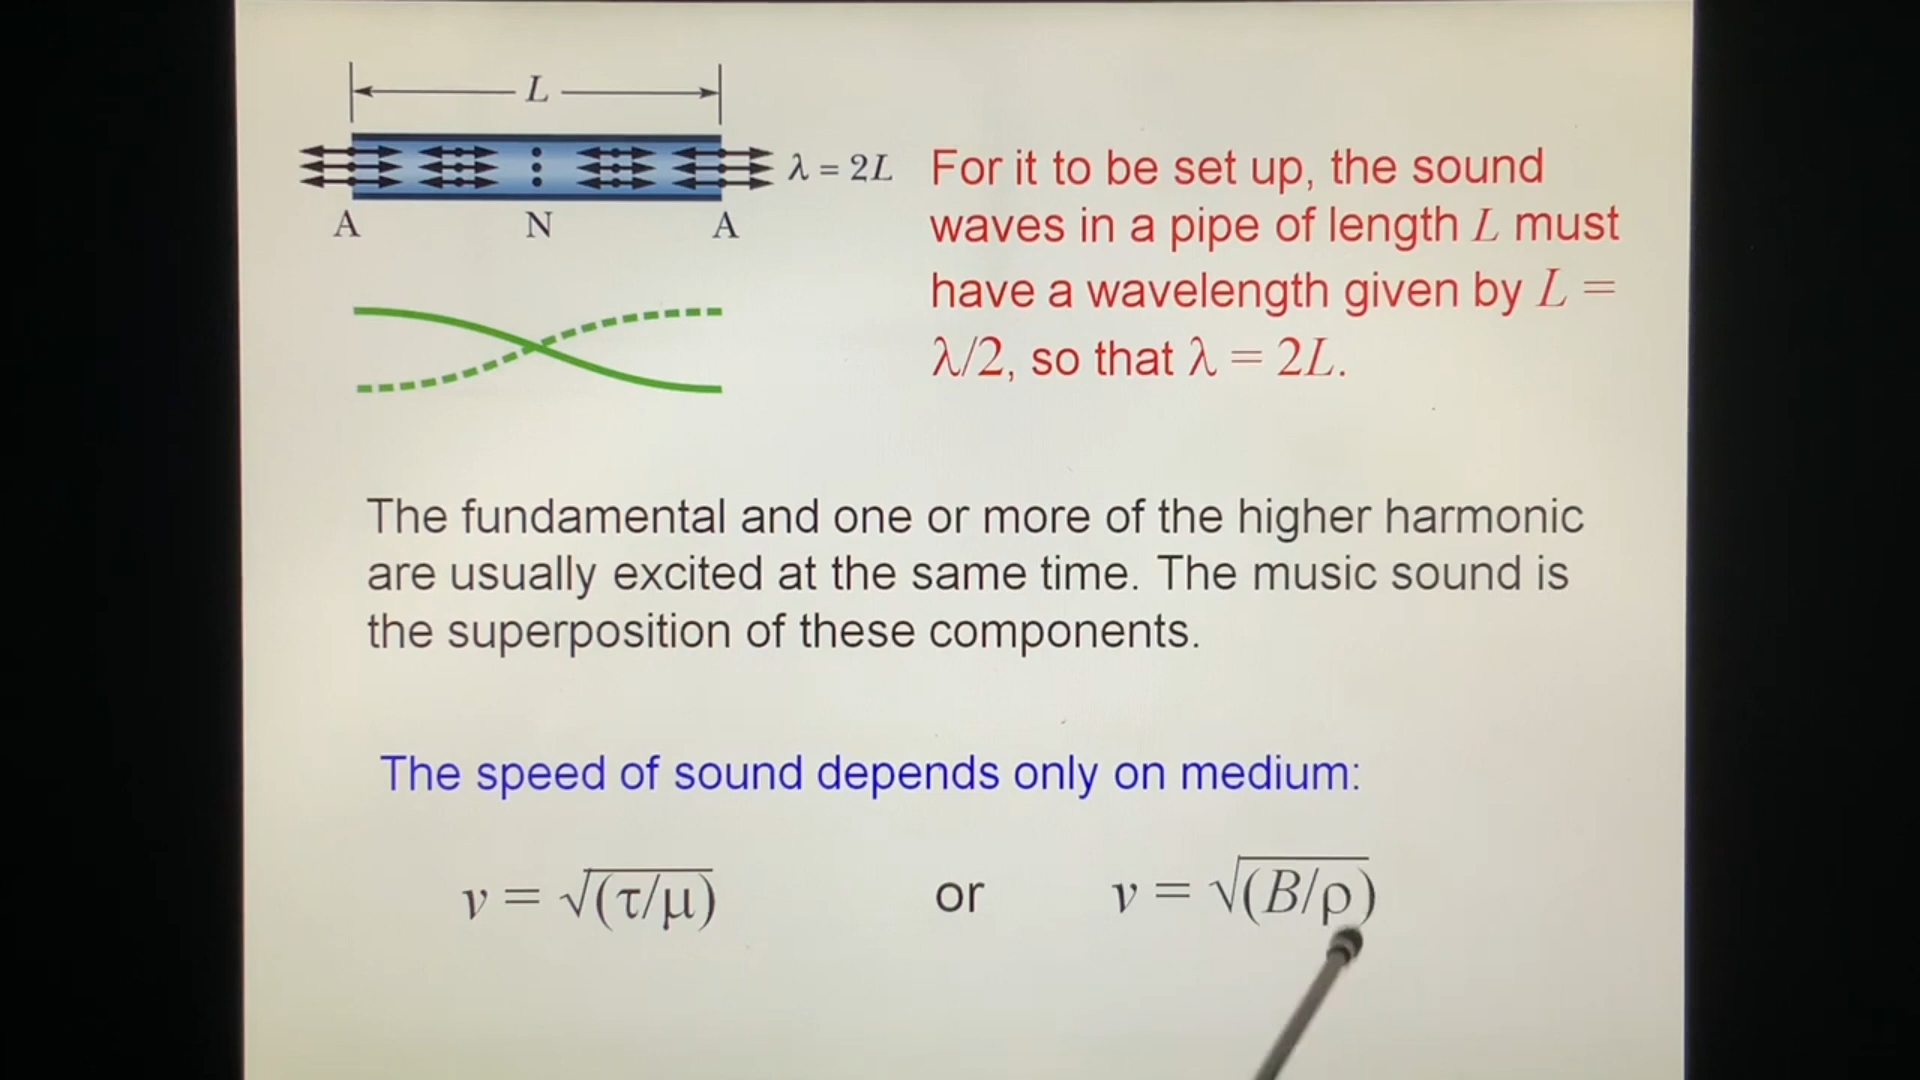 L
λ = 2L
A N A
For it to be set up, the sound
waves in a pipe of length L must
have a wavelength given by L =
λ/2, so that λ = 2L.
The fundamental and one or more of the higher harmonic
are usually excited at the same time. The music sound is
the superposition of these components.
The speed of sound depends only on medium:
v = √(τ/μ) or v = √(B/ρ)